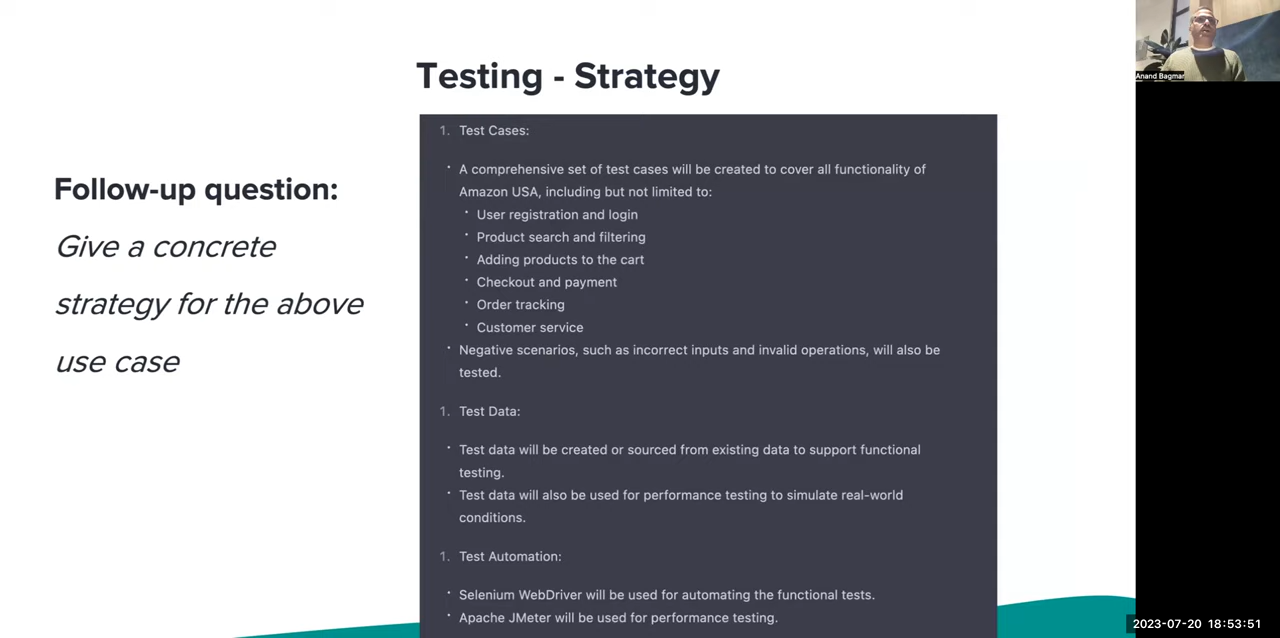 Testing - Strategy
Follow-up question:
Give a concrete
strategy for the above
use case
1. Test Cases:
• A comprehensive set of test cases will be created to cover all functionality of
Amazon USA, including but not limited to:
• User registration and login
• Product search and filtering
• Adding products to the cart
• Checkout and payment
• Order tracking
• Customer service
• Negative scenarios, such as incorrect inputs and invalid operations, will also be
tested.
1. Test Data:
• Test data will be created or sourced from existing data to support functional
testing.
• Test data will also be used for performance testing to simulate real-world
conditions.
1. Test Automation:
• Selenium WebDriver will be used for automating the functional tests.
• Apache JMeter will be used for performance testing.
Anand Bagmar
2023-07-20 18:53:51